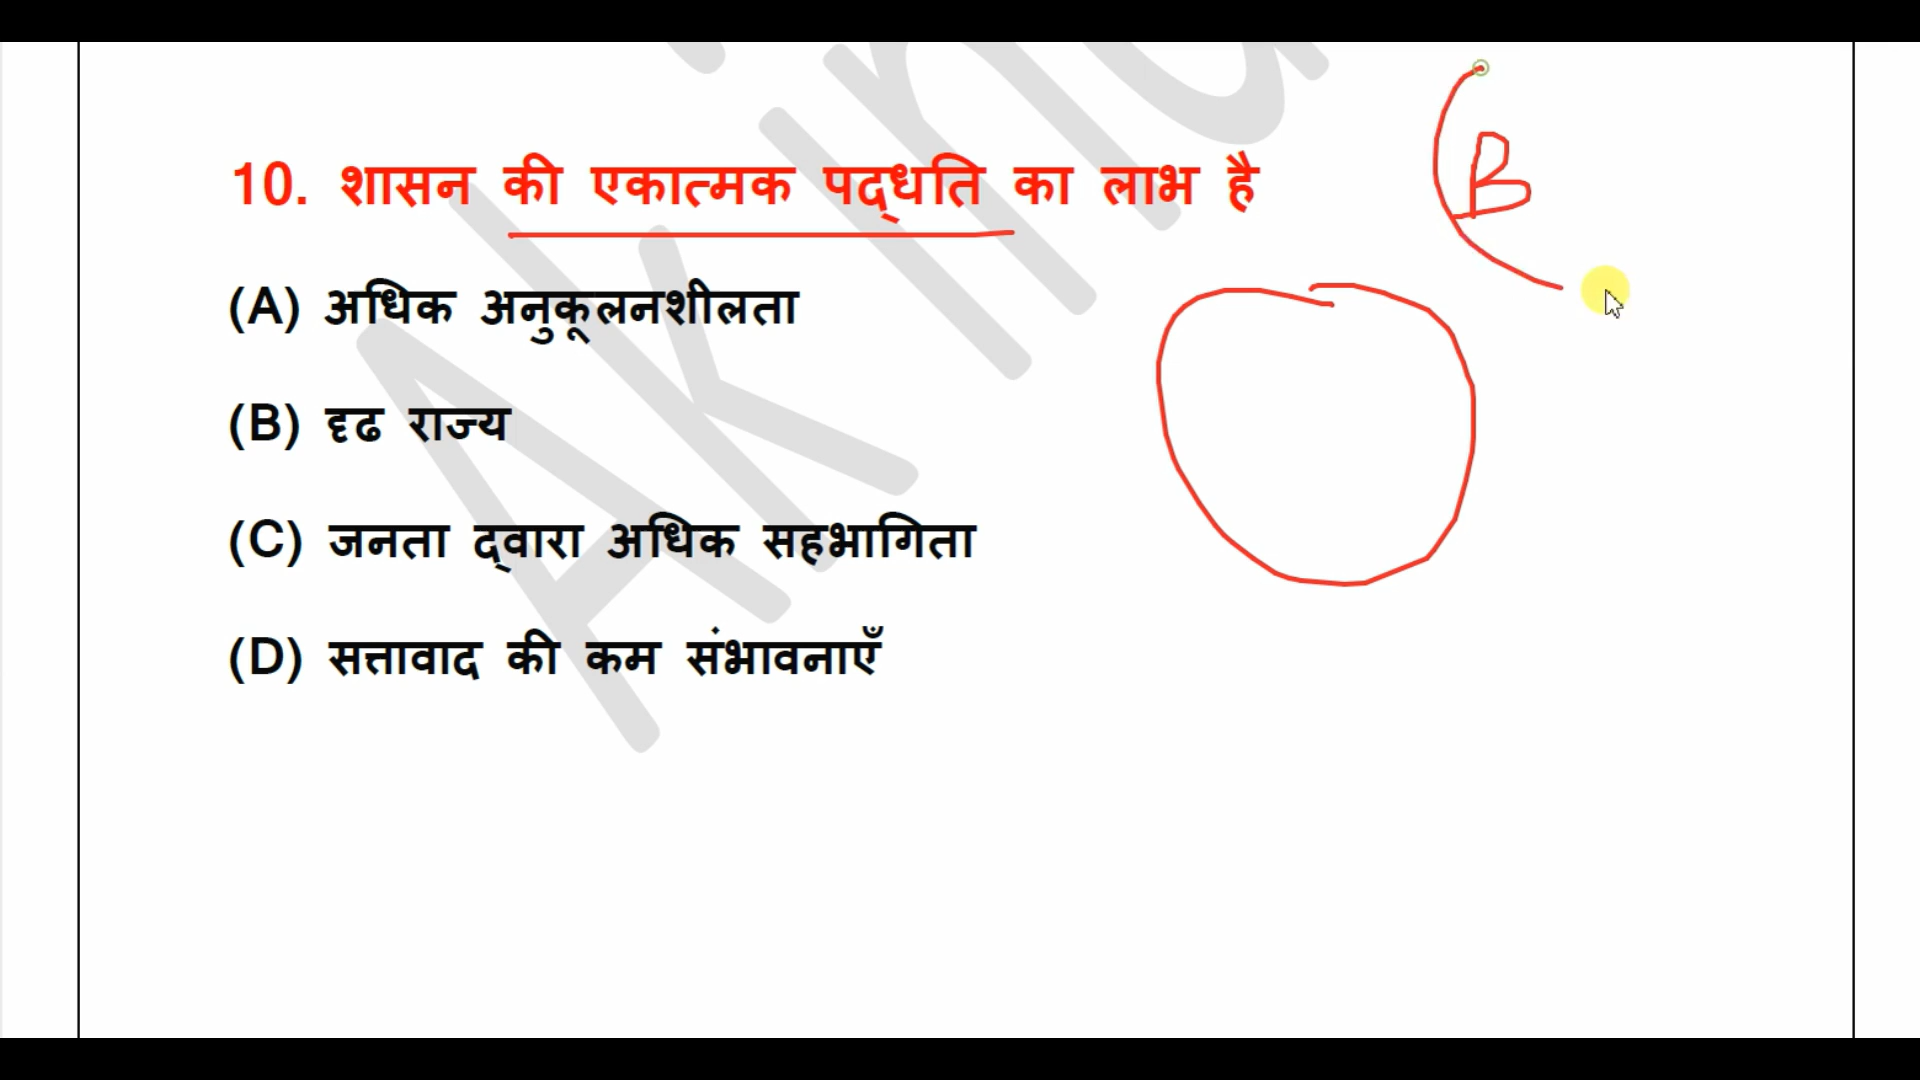 10. शासन की एकात्मक पद्धति का लाभ है
B
(A) अधिक अनुकूलनशीलता
(B) दृढ राज्य
(C) जनता द्वारा अधिक सहभागिता
(D) सत्तावाद की कम संभावनाएँ